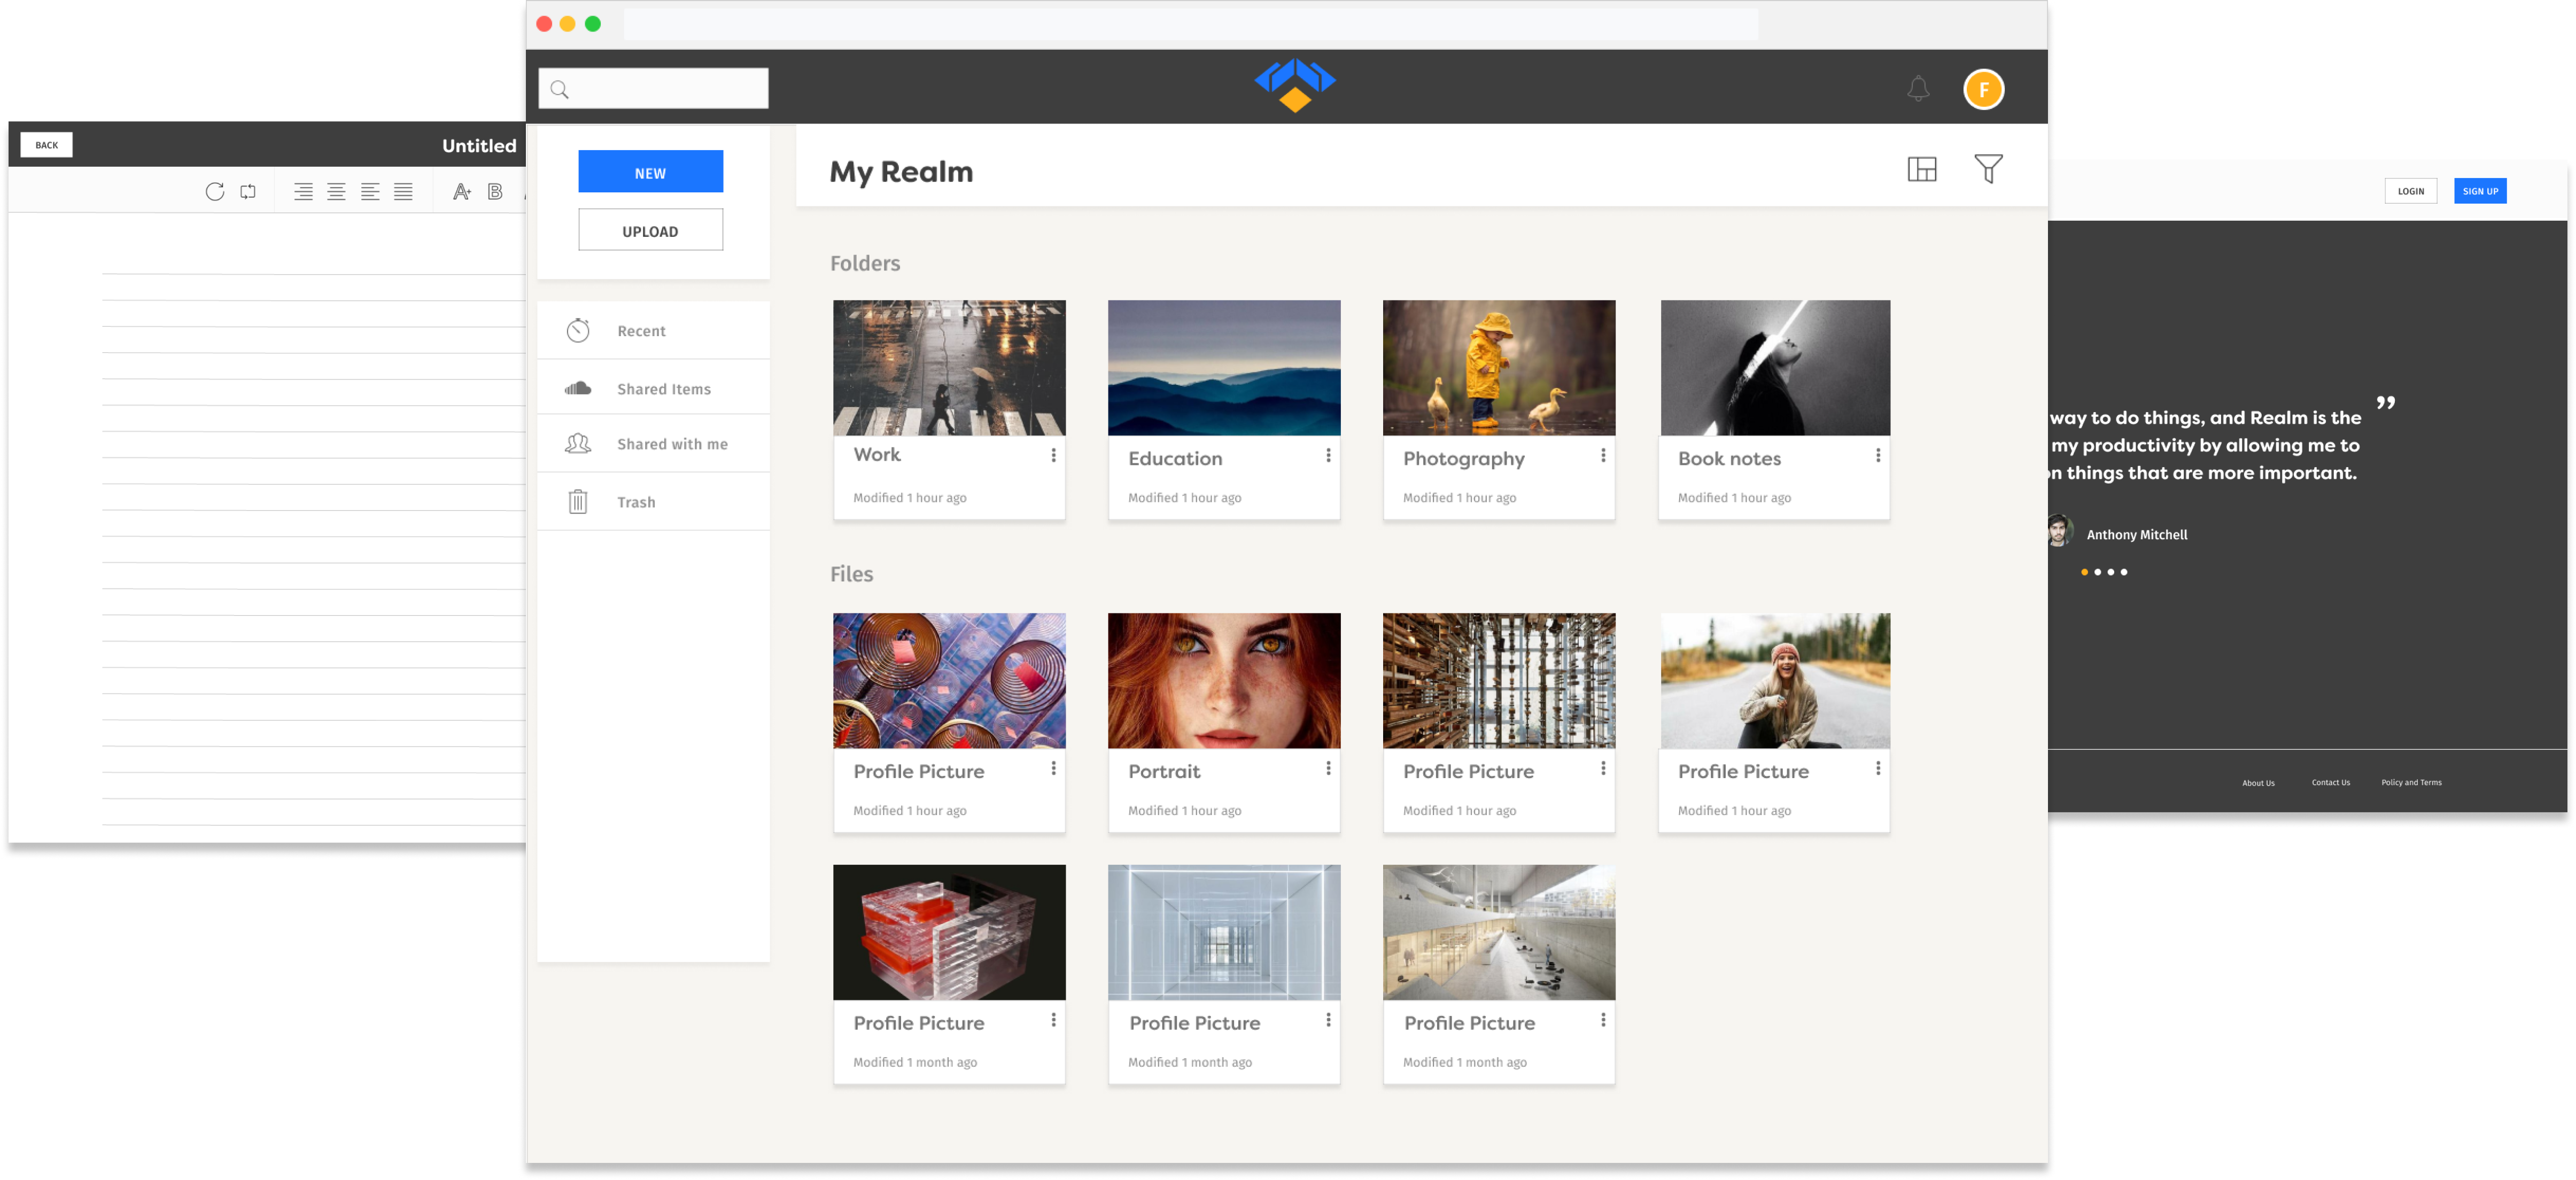 BACK
Untitled
A+ B
F
NEW
UPLOAD
Recent
Shared Items
Shared with me
Trash
My Realm
Folders
Work
Modified 1 hour ago
Education
Modified 1 hour ago
Photography
Modified 1 hour ago
Book notes
Modified 1 hour ago
Files
Profile Picture
Modified 1 hour ago
Portrait
Modified 1 hour ago
Profile Picture
Modified 1 hour ago
Profile Picture
Modified 1 hour ago
Profile Picture
Modified 1 month ago
Profile Picture
Modified 1 month ago
Profile Picture
Modified 1 month ago
LOGIN
SIGN UP
way to do things, and Realm is the ”
my productivity by allowing me to
n things that are more important.
Anthony Mitchell
About Us
Contact Us
Policy and Terms